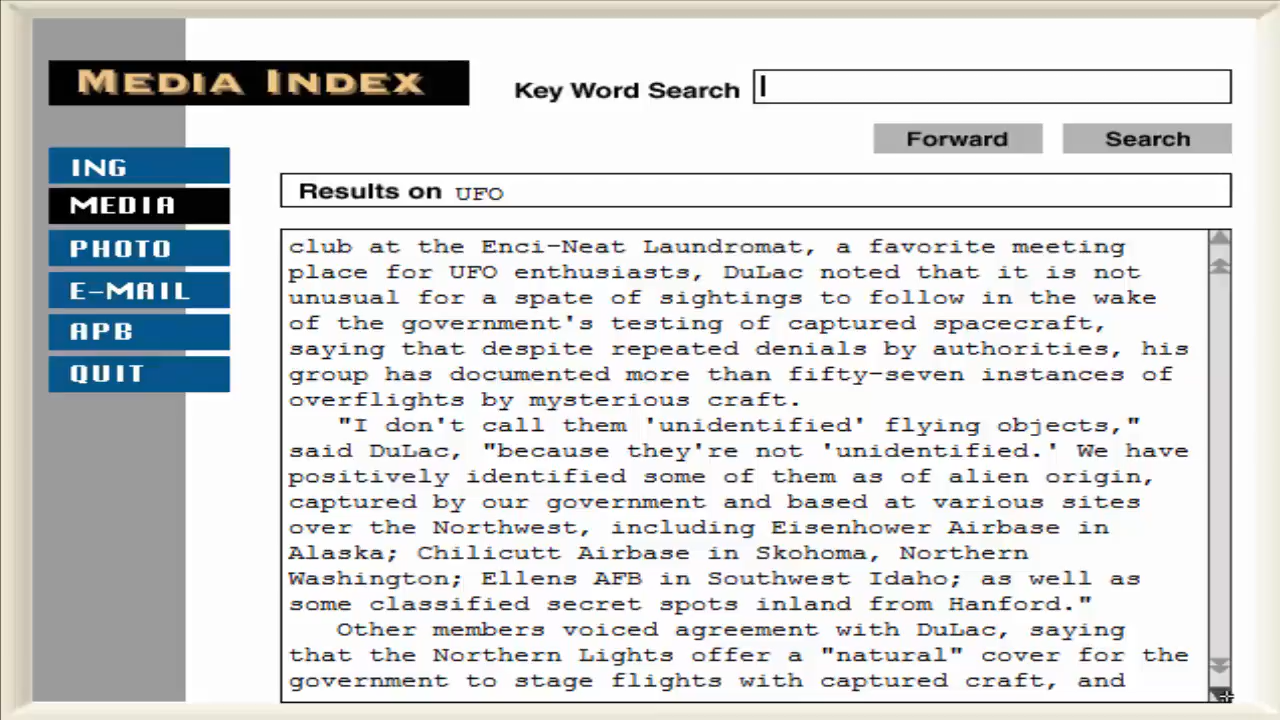 MEDIA INDEX
Key Word Search
Forward Search
ING
MEDIA
PHOTO
E-MAIL
APB
QUIT
Results on UFO
club at the Enci-Neat Laundromat, a favorite meeting
place for UFO enthusiasts, DuLac noted that it is not
unusual for a spate of sightings to follow in the wake
of the government's testing of captured spacecraft,
saying that despite repeated denials by authorities, his
group has documented more than fifty-seven instances of
overflights by mysterious craft.
"I don't call them 'unidentified' flying objects,"
said DuLac, "because they're not 'unidentified.' We have
positively identified some of them as of alien origin,
captured by our government and based at various sites
over the Northwest, including Eisenhower Airbase in
Alaska; Chilicutt Airbase in Skohoma, Northern
Washington; Ellens AFB in Southwest Idaho; as well as
some classified secret spots inland from Hanford."
Other members voiced agreement with DuLac, saying
that the Northern Lights offer a "natural" cover for the
government to stage flights with captured craft, and